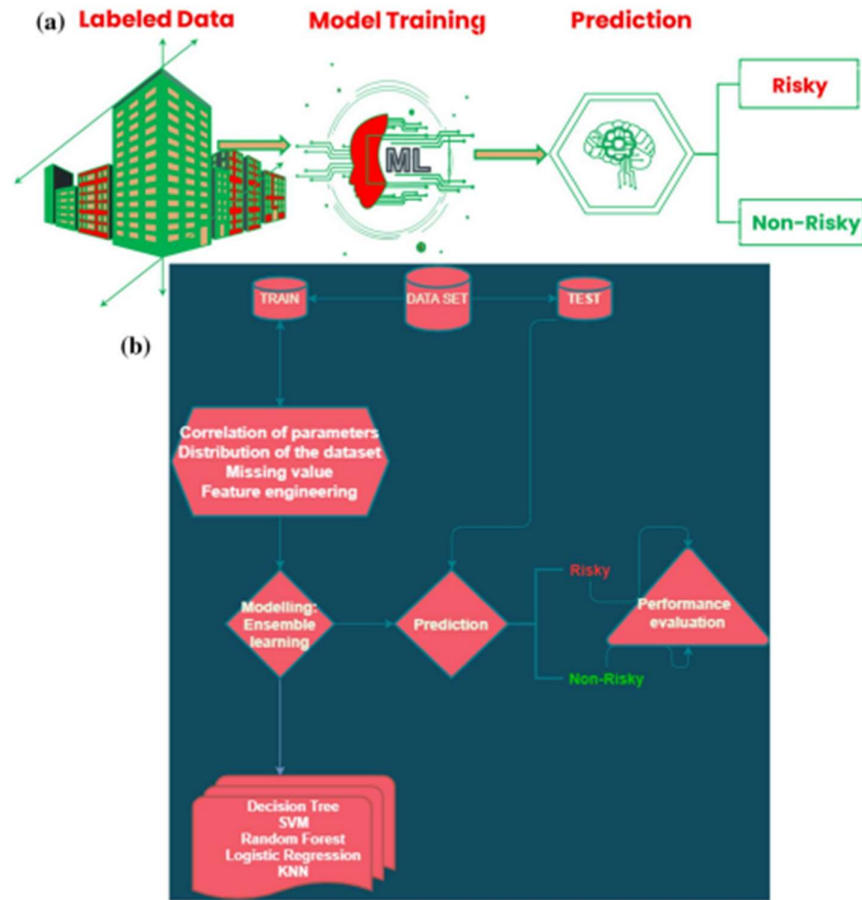 (a)
Labeled Data
Model Training
Prediction
ML
Risky
Non-Risky
(b)
TRAIN
DATA SET
TEST
Correlation of parameters
Distribution of the dataset
Missing value
Feature engineering
Modelling:
Ensemble
learning
Prediction
Risky
Non-Risky
Performance
evaluation
Decision Tree
SVM
Random Forest
Logistic Regression
KNN